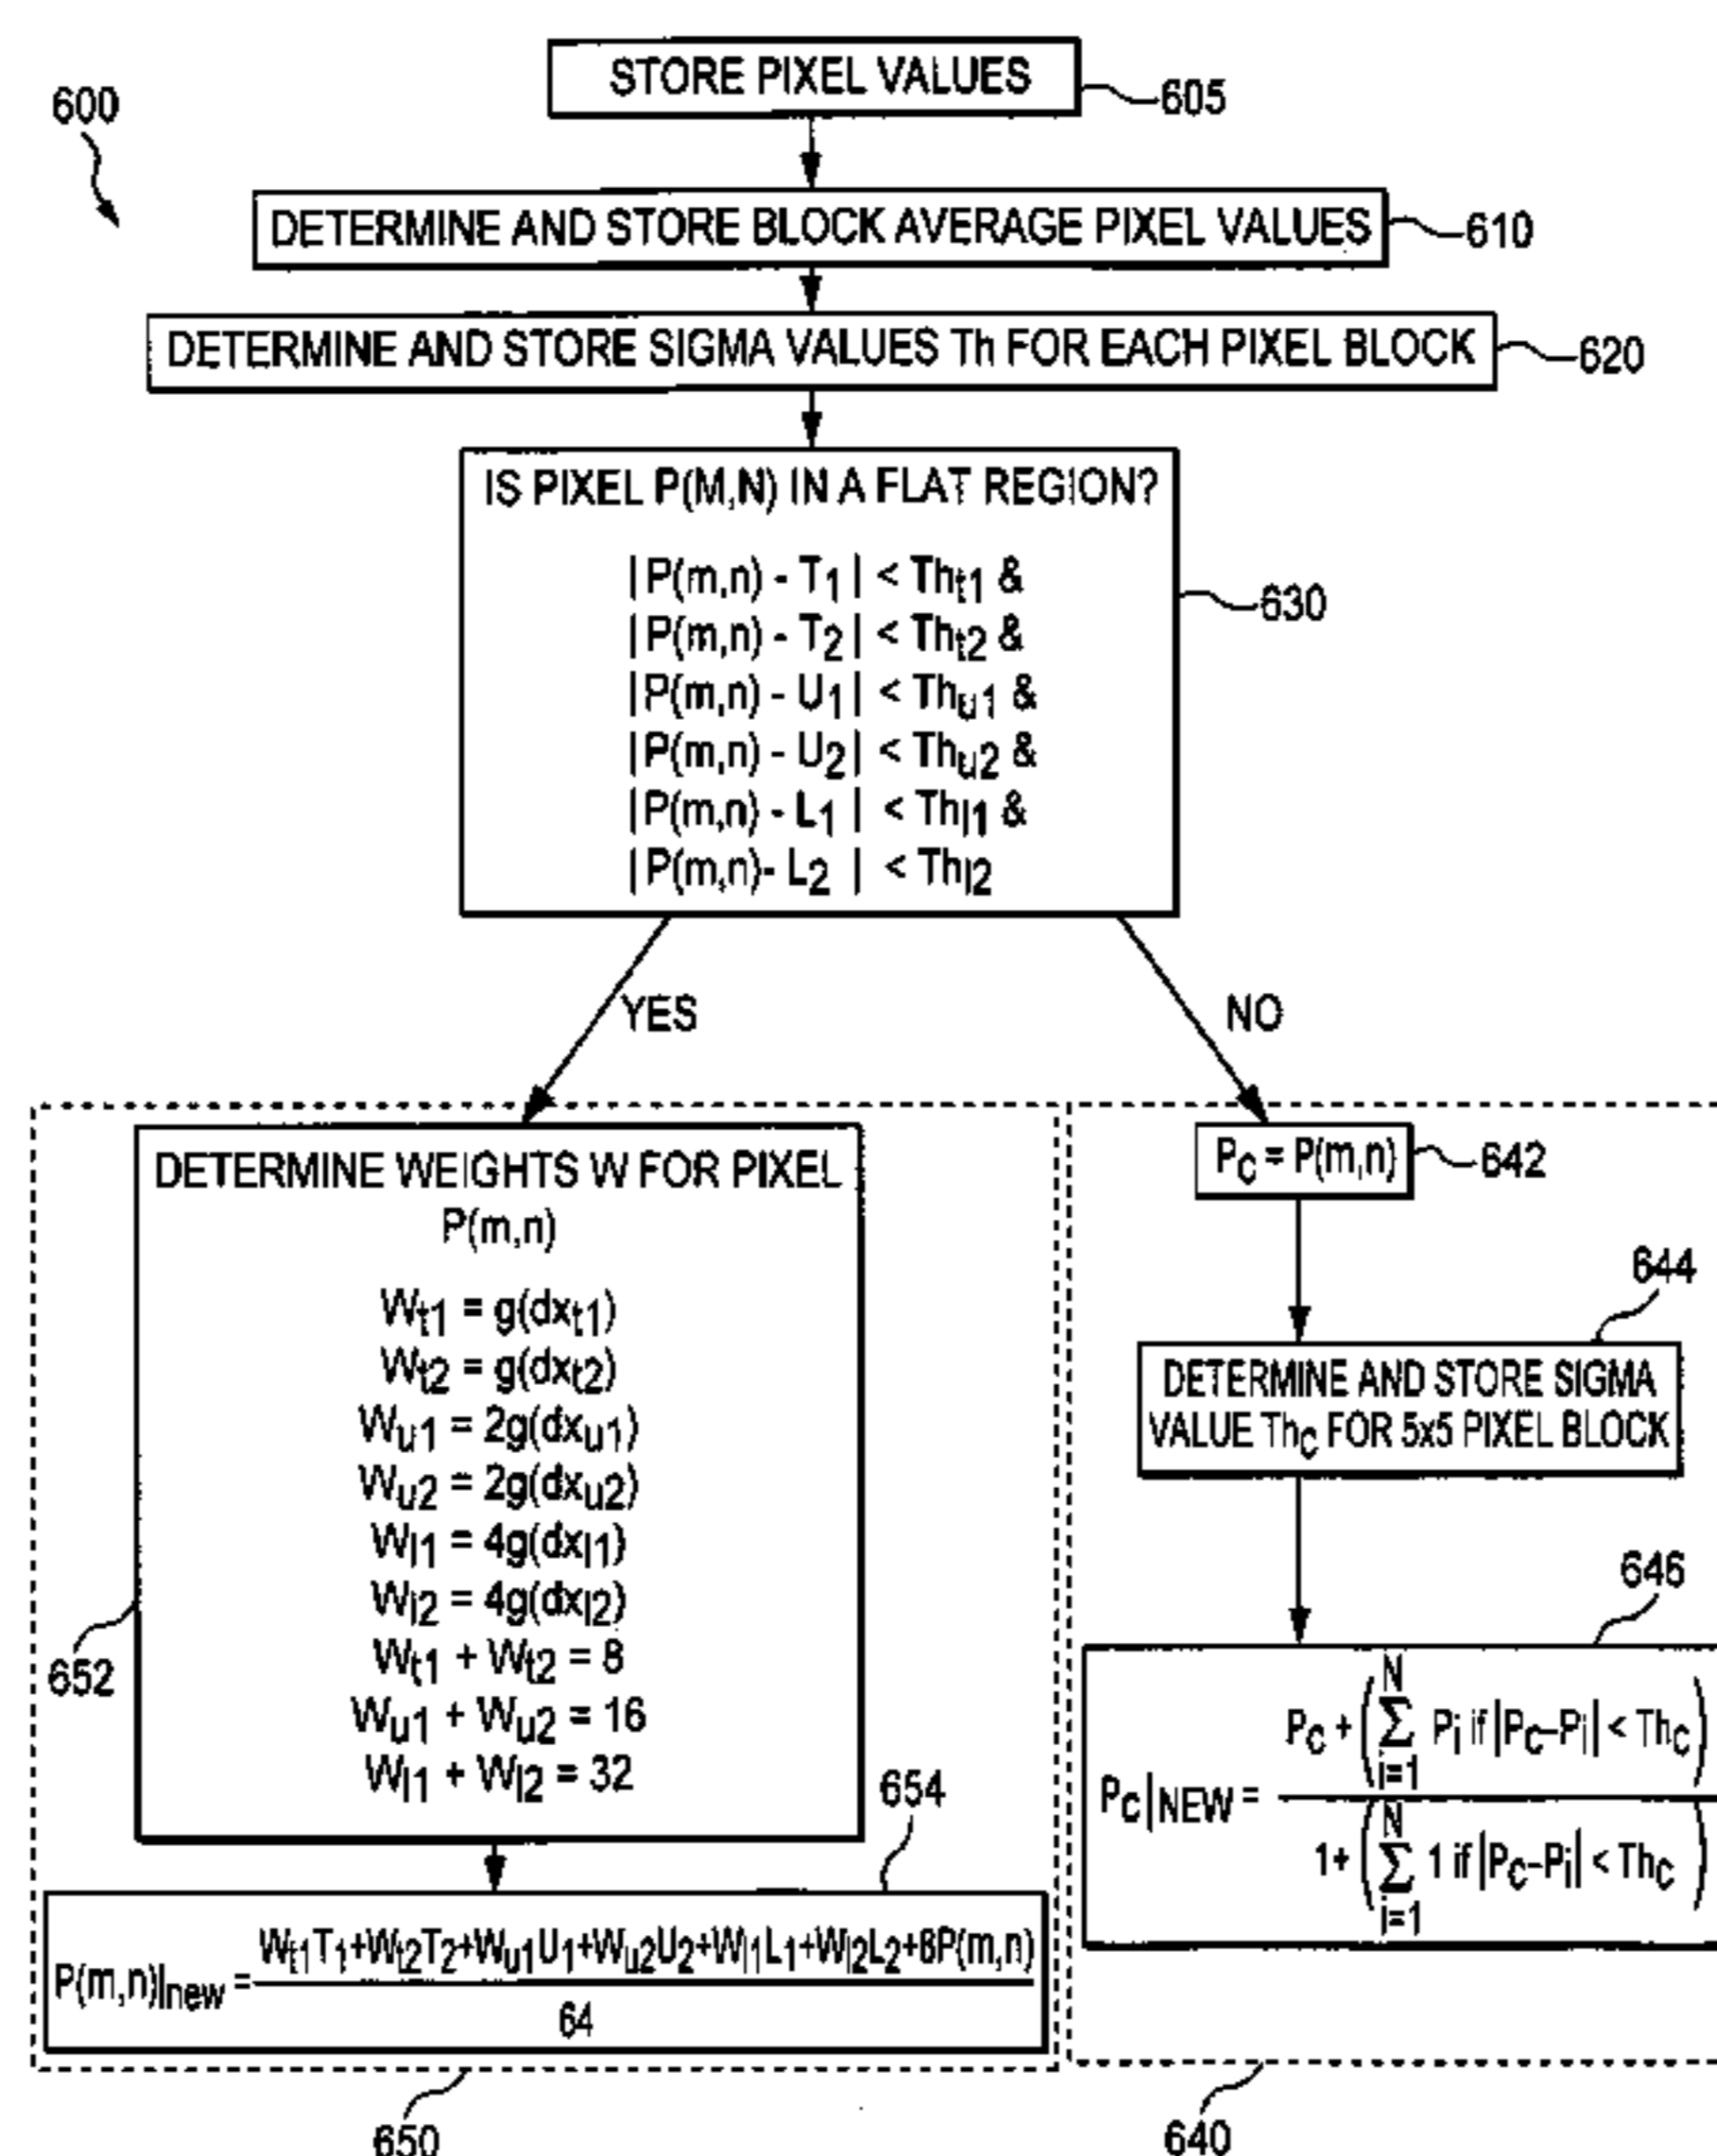 600
STORE PIXEL VALUES
605
DETERMINE AND STORE BLOCK AVERAGE PIXEL VALUES
610
DETERMINE AND STORE SIGMA VALUES Th FOR EACH PIXEL BLOCK
620
IS PIXEL P(M,N) IN A FLAT REGION?
|P(m,n) - T1| < Tht1 &
|P(m,n) - T2| < Tht2 &
|P(m,n) - U1| < Thu1 &
|P(m,n) - U2| < Thu2 &
|P(m,n) - L1| < Thl1 &
|P(m,n)- L2| < Thl2
630
YES
NO
DETERMINE WEIGHTS W FOR PIXEL
P(m,n)
Wt1 = g(dxt1)
Wt2 = g(dxt2)
Wu1 = 2g(dxu1)
Wu2 = 2g(dxu2)
Wl1 = 4g(dxl1)
Wl2 = 4g(dxl2)
Wt1 + Wt2 = 8
Wu1 + Wu2 = 16
Wl1 + Wl2 = 32
652
654
P(m,n)|new = Wt1T1+Wt2T2+Wu1U1+Wu2U2+Wl1L1+Wl2L2+8P(m,n)
64
650
PC = P(m,n)
642
644
DETERMINE AND STORE SIGMA
VALUE ThC FOR 5x5 PIXEL BLOCK
646
N
PC + ( Σ Pi if |PC–Pi| < ThC )
i=1
PC|NEW =
N
1+ ( Σ 1 if |PC–Pi| < ThC )
i=1
640